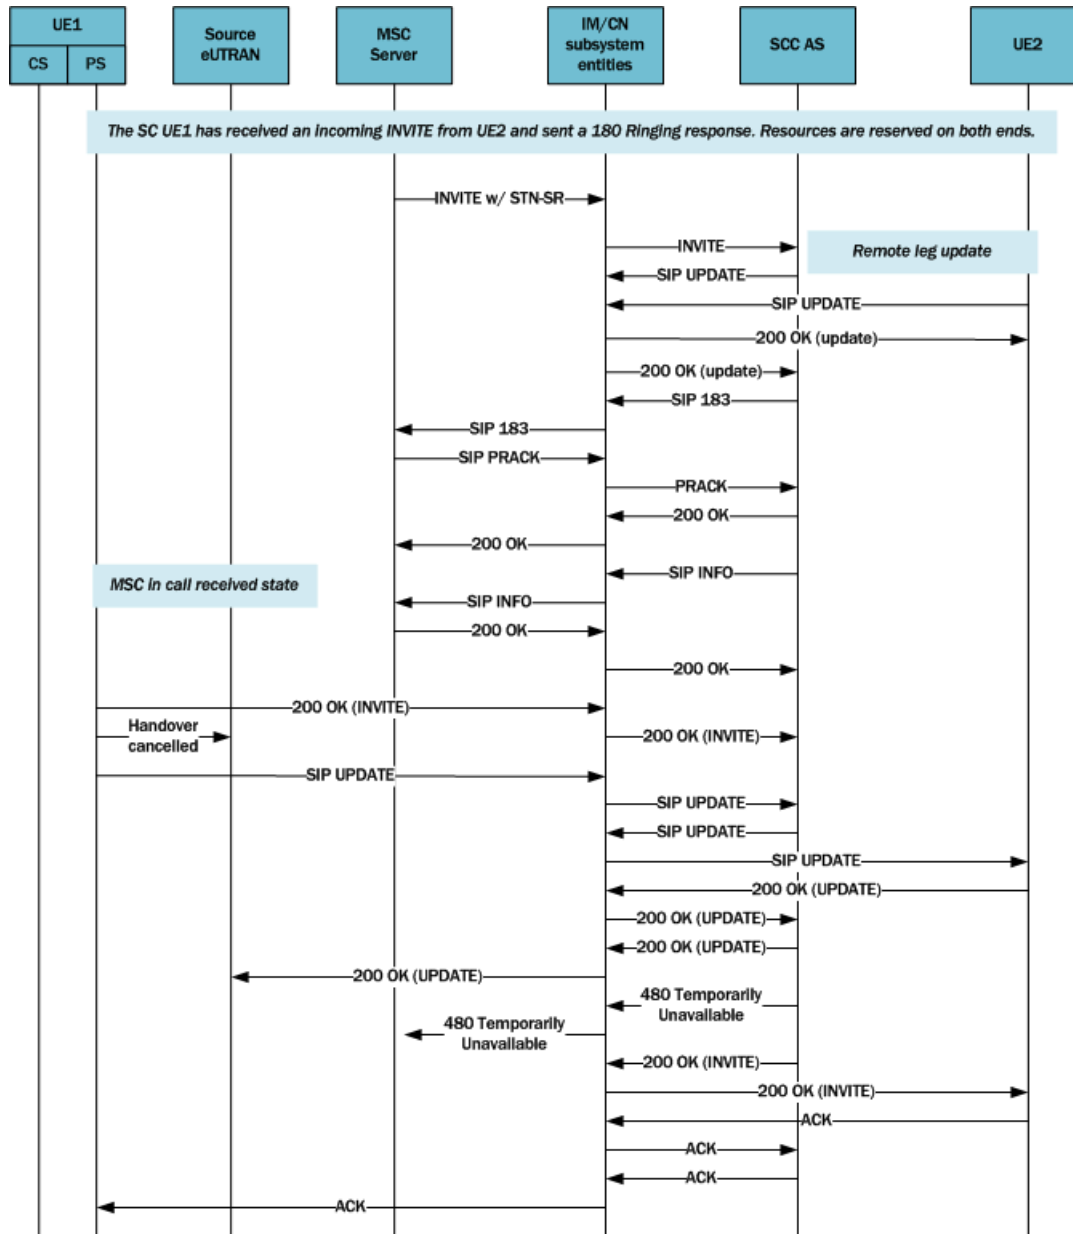 UE1
CS
PS
Source
eUTRAN
MSC
Server
IM/CN
subsystem
entities
SCC AS
UE2
The SC UE1 has received an incoming INVITE from UE2 and sent a 180 Ringing response. Resources are reserved on both ends.
INVITE w/ STN-SR
INVITE
Remote leg update
SIP UPDATE
SIP UPDATE
200 OK (update)
200 OK (update)
SIP 183
SIP 183
SIP PRACK
PRACK
200 OK
200 OK
SIP INFO
MSC in call received state
SIP INFO
200 OK
200 OK
200 OK (INVITE)
Handover
cancelled
200 OK (INVITE)
SIP UPDATE
SIP UPDATE
SIP UPDATE
SIP UPDATE
200 OK (UPDATE)
200 OK (UPDATE)
200 OK (UPDATE)
200 OK (UPDATE)
480 Temporarily
Unavailable
480 Temporarily
Unavailable
200 OK (INVITE)
200 OK (INVITE)
ACK
ACK
ACK
ACK